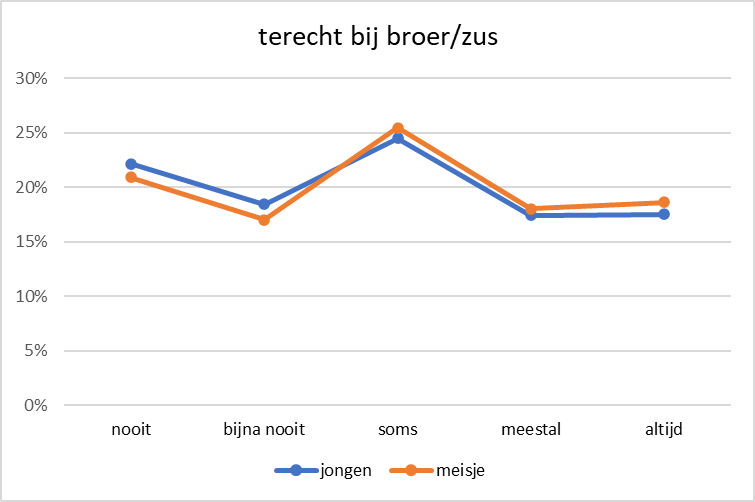 terecht bij broer/zus
30%
25%
20%
15%
10%
5%
0%
nooit bijna nooit soms meestal altijd
jongen meisje